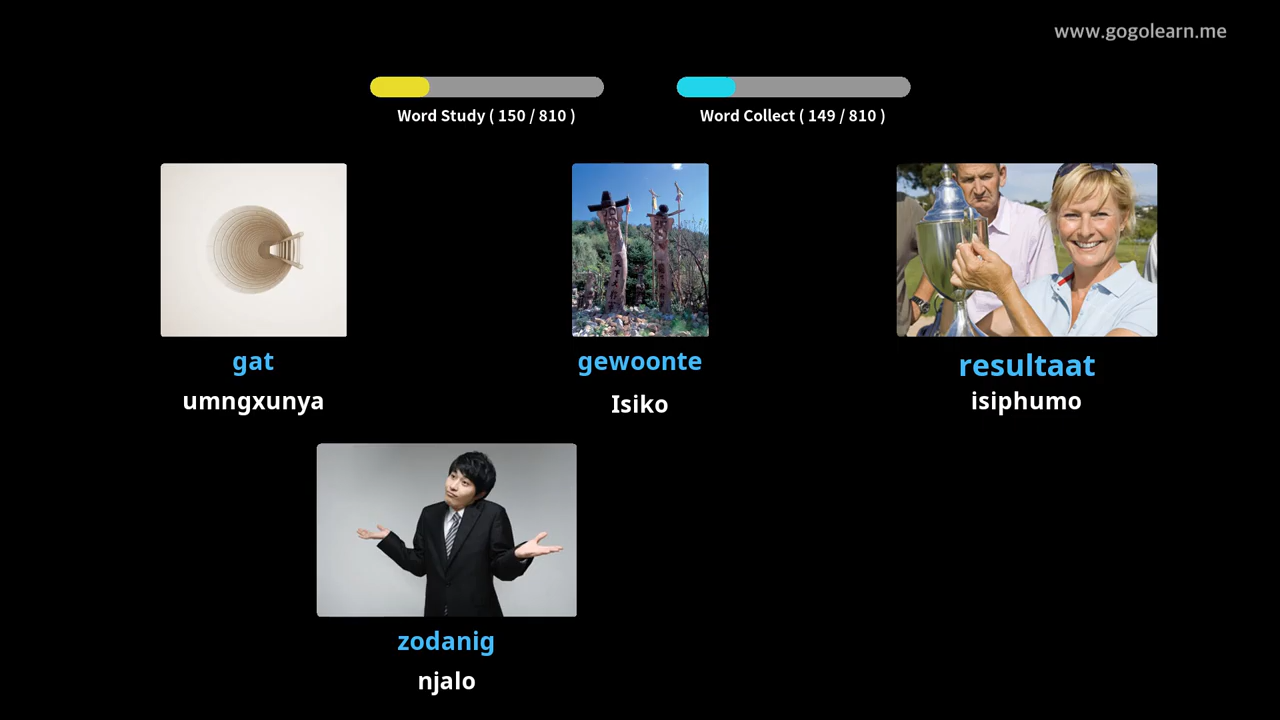 www.gogolearn.me
Word Study ( 150 / 810 )
Word Collect ( 149 / 810 )
gat
umngxunya
gewoonte
Isiko
resultaat
isiphumo
zodanig
njalo